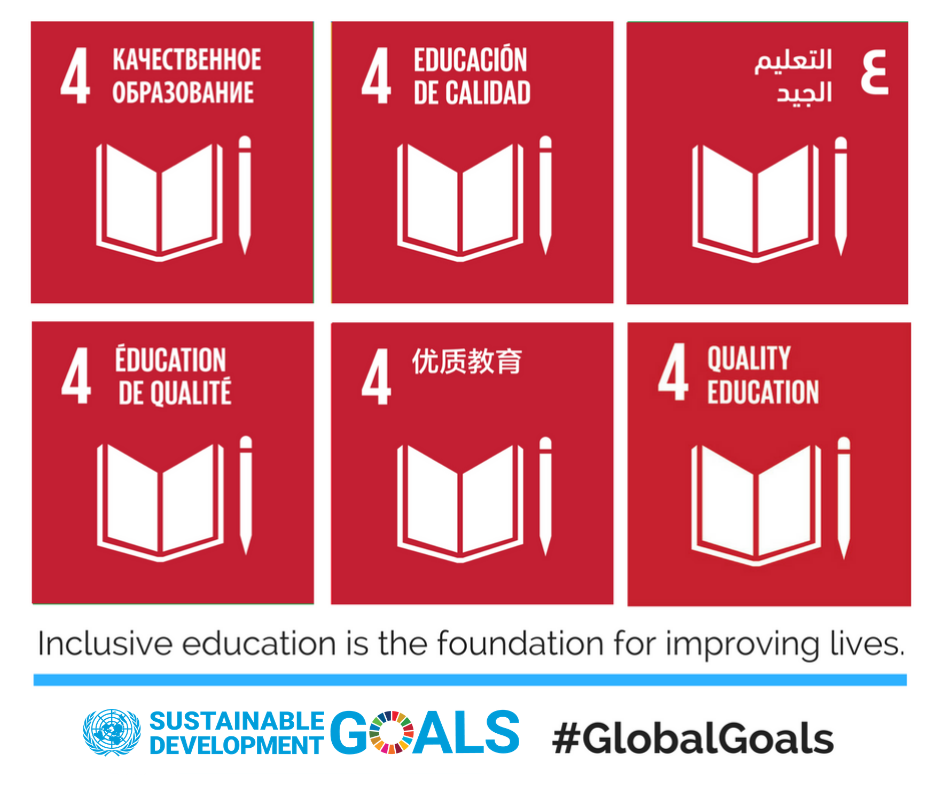 4 КАЧЕСТВЕННОЕ
ОБРАЗОВАНИЕ
4 EDUCACIÓN
DE CALIDAD
٤ التعليم
الجيد
4 ÉDUCATION
DE QUALITÉ
4 优质教育
4 QUALITY
EDUCATION
Inclusive education is the foundation for improving lives.
SUSTAINABLE
DEVELOPMENT GOALS
#GlobalGoals